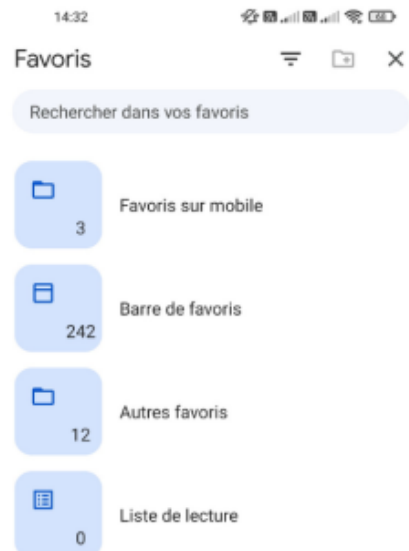 14:32
Favoris
Rechercher dans vos favoris
3
Favoris sur mobile
242
Barre de favoris
12
Autres favoris
0
Liste de lecture